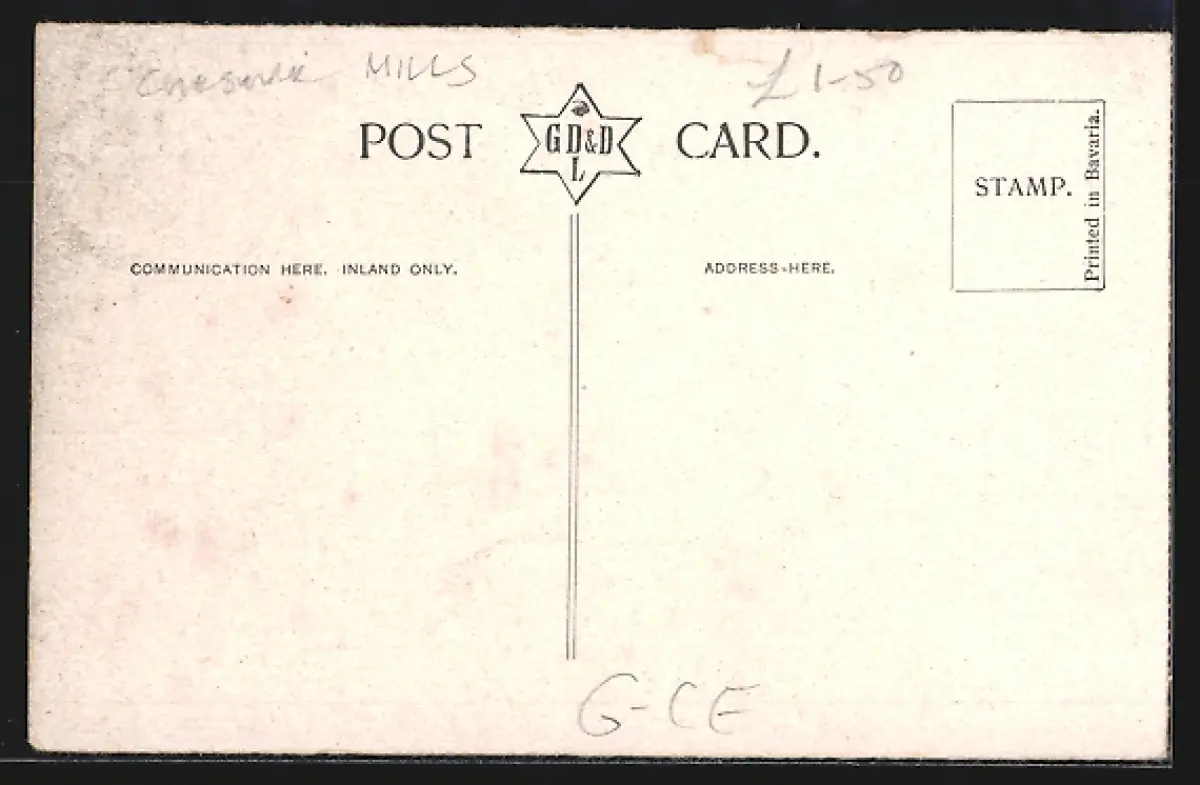 MILLS £1-50
POST GD&D L CARD.
STAMP.
Printed in Bavaria.
COMMUNICATION HERE. INLAND ONLY.
ADDRESS HERE.
G-CE